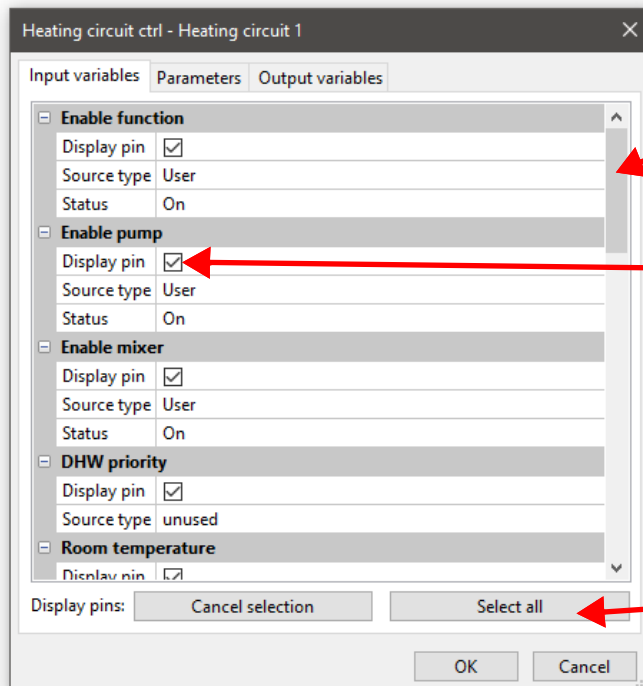 Heating circuit ctrl - Heating circuit 1
Input variables Parameters Output variables
Enable function
Display pin
Source type User
Status On
Enable pump
Display pin
Source type User
Status On
Enable mixer
Display pin
Source type User
Status On
DHW priority
Display pin
Source type unused
Room temperature
Display pin
Display pins: Cancel selection Select all
OK Cancel